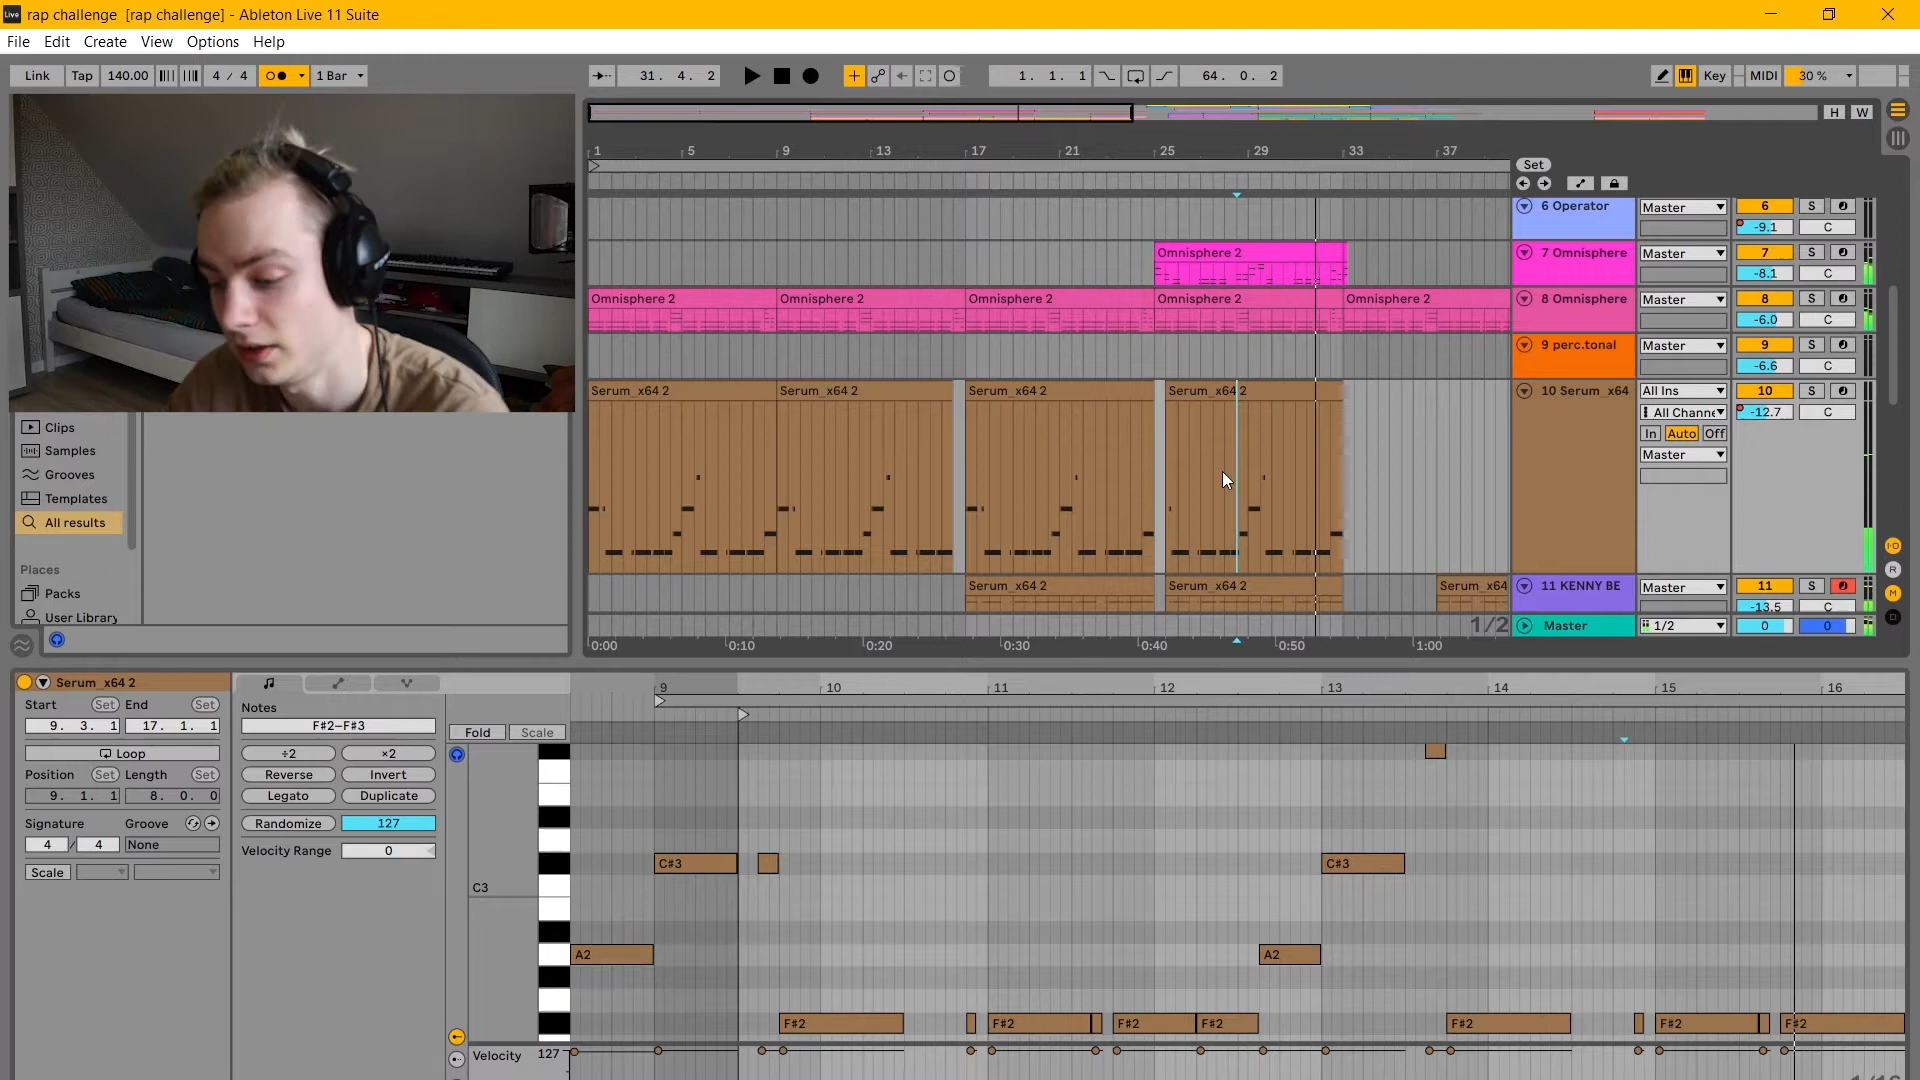 rap challenge  [rap challenge] - Ableton Live 11 Suite
File Edit Create View Options Help
Link Tap 140.00 4 / 4 1 Bar 31. 4. 2 1. 1. 1 64. 0. 2 Key MIDI 30 %
H W
1 5 9 13 17 21 25 29 33 37
Set
6 Operator Master 6 S
-9.1 C
Omnisphere 2 7 Omnisphere Master 7 S
-8.1 C
Omnisphere 2 Omnisphere 2 Omnisphere 2 Omnisphere 2 Omnisphere 2 8 Omnisphere Master 8 S
-6.0 C
9 perc.tonal Master 9 S
-6.6 C
Serum_x64 2 Serum_x64 2 Serum_x64 2 Serum_x64 2 10 Serum_x64 All Ins 10 S
All Channe -12.7 C
In Auto Off
Master
Serum_x64 2 Serum_x64 2 Serum_x64 11 KENNY BE Master 11 S
-13.5 C
1/2 Master 1/2 0 0
0:00 0:10 0:20 0:30 0:40 0:50 1:00
I·O
R
M
D
Clips
Samples
Grooves
Templates
All results
Places
Packs
User Library
Serum_x64 2
Start Set End Set
9. 3. 1 17. 1. 1
Loop
Position Set Length Set
9. 1. 1 8. 0. 0
Signature Groove
4 / 4 None
Scale
Notes
F#2–F#3
÷2 ×2
Reverse Invert
Legato Duplicate
Randomize 127
Velocity Range 0
Fold Scale
9 10 11 12 13 14 15 16
C#3 C#3
C3
A2 A2
F#2 F#2 F#2 F#2 F#2 F#2 F#2
Velocity 127
1/16